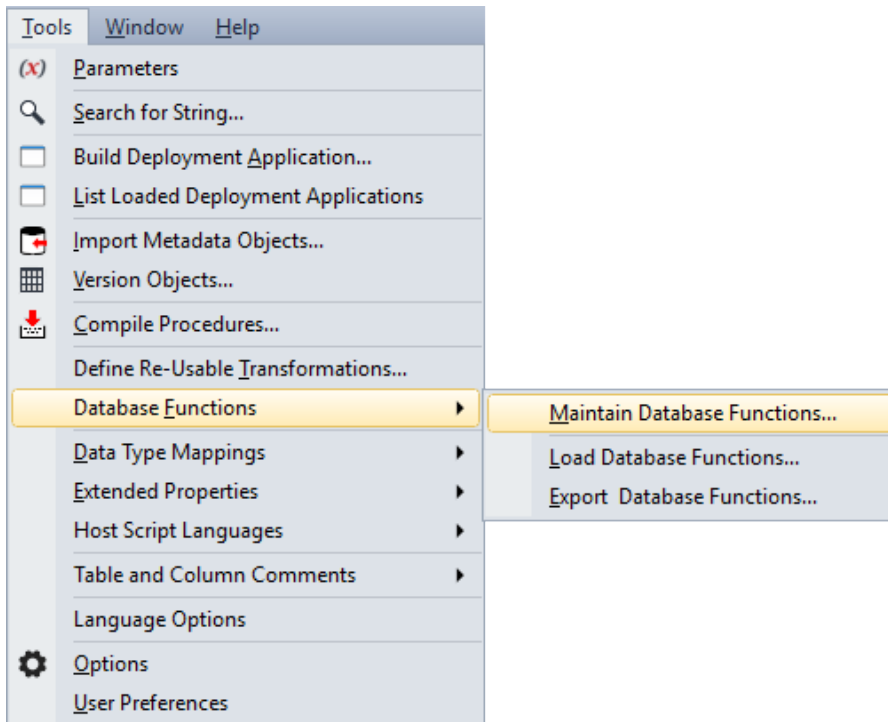 Tools Window Help
(x) Parameters
Search for String...
Build Deployment Application...
List Loaded Deployment Applications
Import Metadata Objects...
Version Objects...
Compile Procedures...
Define Re-Usable Transformations...
Database Functions
Maintain Database Functions...
Load Database Functions...
Export Database Functions...
Data Type Mappings
Extended Properties
Host Script Languages
Table and Column Comments
Language Options
Options
User Preferences